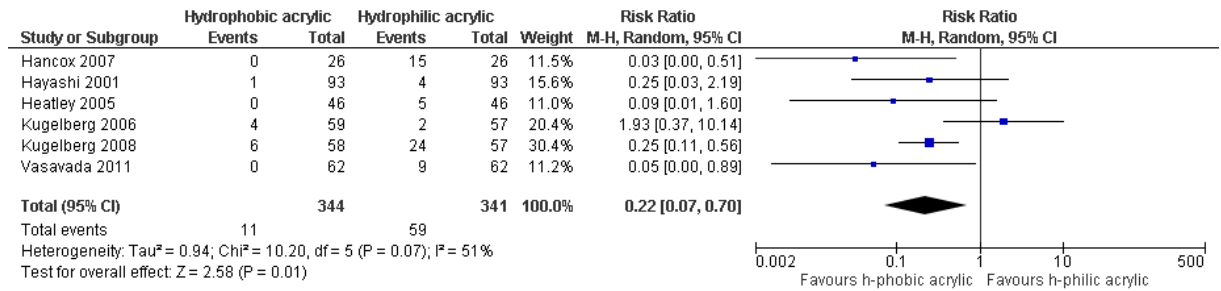 Hydrophobic acrylic Hydrophilic acrylic Risk Ratio Risk Ratio
Study or Subgroup Events Total Events Total Weight M-H, Random, 95% CI M-H, Random, 95% CI
Hancox 2007 0 26 15 26 11.5% 0.03 [0.00, 0.51]
Hayashi 2001 1 93 4 93 15.6% 0.25 [0.03, 2.19]
Heatley 2005 0 46 5 46 11.0% 0.09 [0.01, 1.60]
Kugelberg 2006 4 59 2 57 20.4% 1.93 [0.37, 10.14]
Kugelberg 2008 6 58 24 57 30.4% 0.25 [0.11, 0.56]
Vasavada 2011 0 62 9 62 11.2% 0.05 [0.00, 0.89]
Total (95% CI) 344 341 100.0% 0.22 [0.07, 0.70]
Total events 11 59
Heterogeneity: Tau² = 0.94; Chi² = 10.20, df = 5 (P = 0.07); I² = 51%
Test for overall effect: Z = 2.58 (P = 0.01)
0.002 0.1 1 10 500
Favours h-phobic acrylic Favours h-philic acrylic